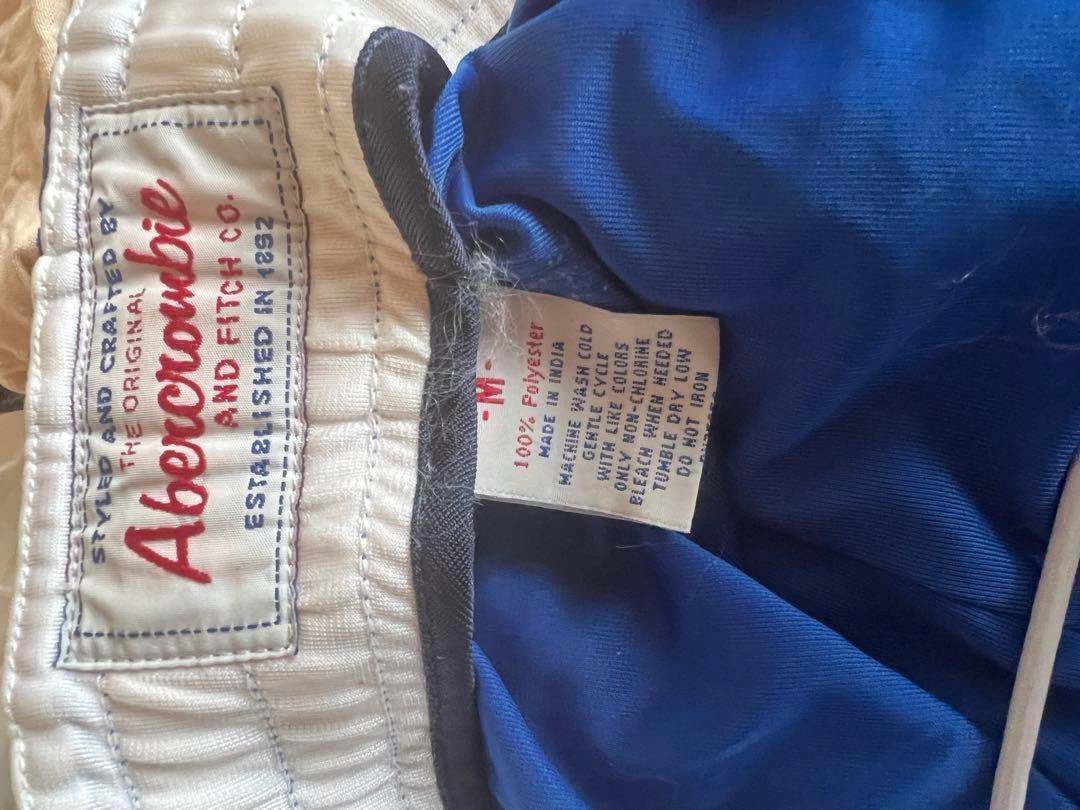 STYLED AND CRAFTED BY
THE ORIGINAL
Abercrombie
AND FITCH CO.
ESTABLISHED IN 1892
-M-
100% Polyester
MADE IN INDIA
MACHINE WASH COLD
GENTLE CYCLE
WITH LIKE COLORS
ONLY NON-CHLORINE
BLEACH WHEN NEEDED
TUMBLE DRY LOW
DO NOT IRON